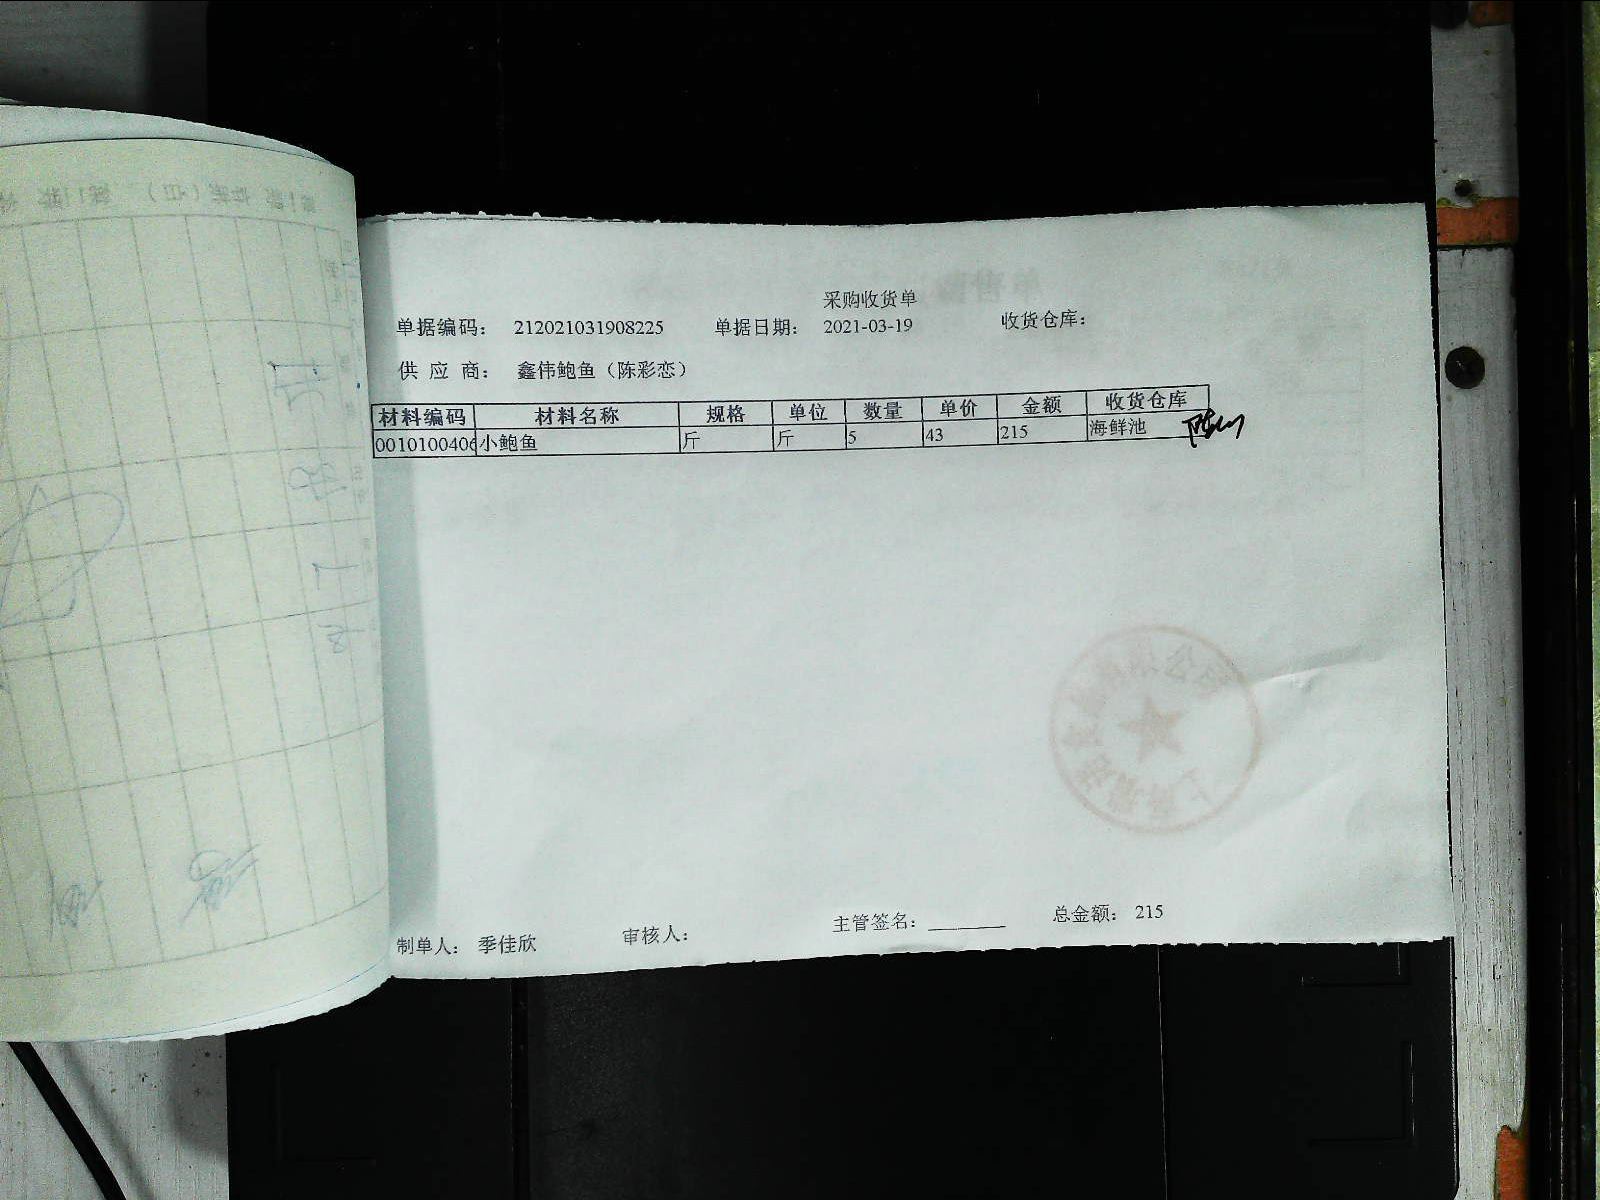 采购收货单
单据编码： 212021031908225 单据日期： 2021-03-19 收货仓库：
供 应 商： 鑫伟鲍鱼（陈彩恋）
材料编码 材料名称 规格 单位 数量 单价 金额 收货仓库
0010100406 小鲍鱼 斤 斤 5 43 215 海鲜池
制单人： 季佳欣 审核人： 主管签名：________ 总金额： 215